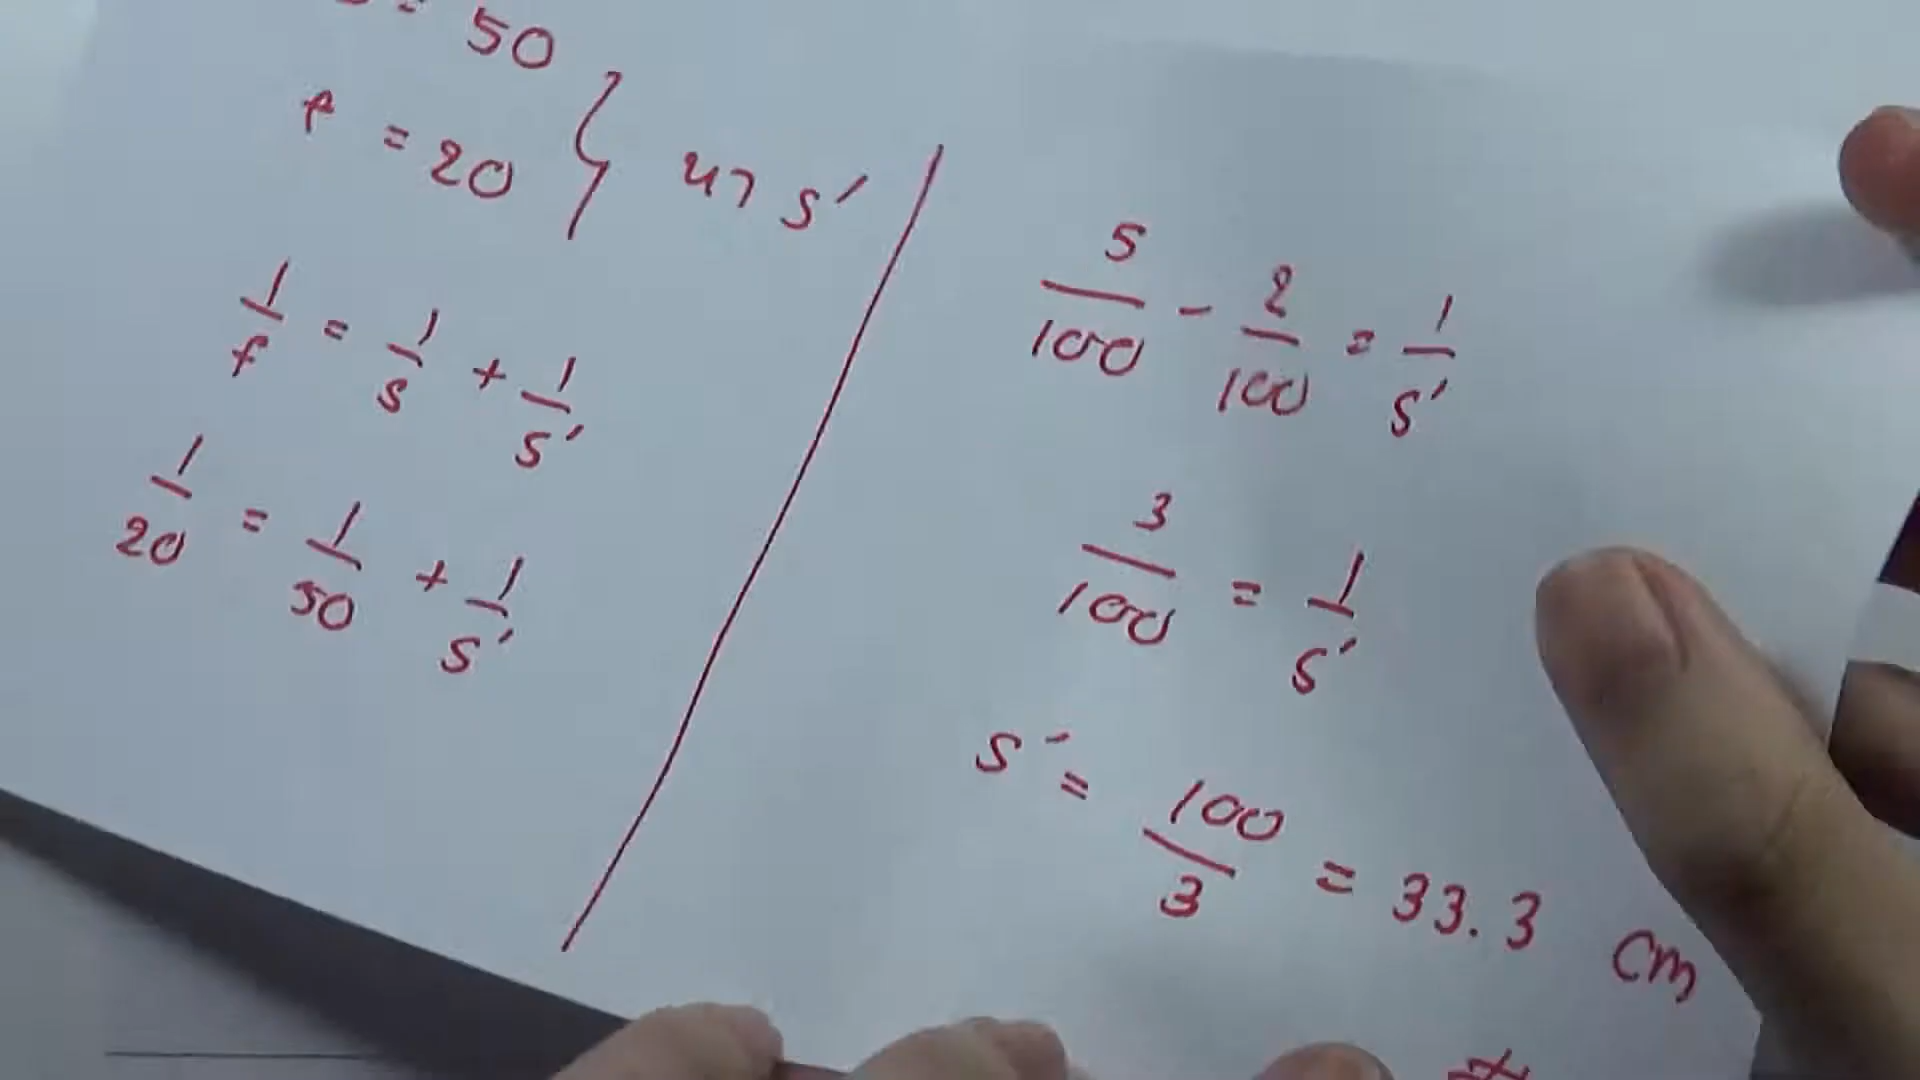 = 50
f = 20 } หา s'
1/f = 1/s + 1/s'
1/20 = 1/50 + 1/s'
5/100 - 2/100 = 1/s'
3/100 = 1/s'
s' = 100/3 = 33.3 cm